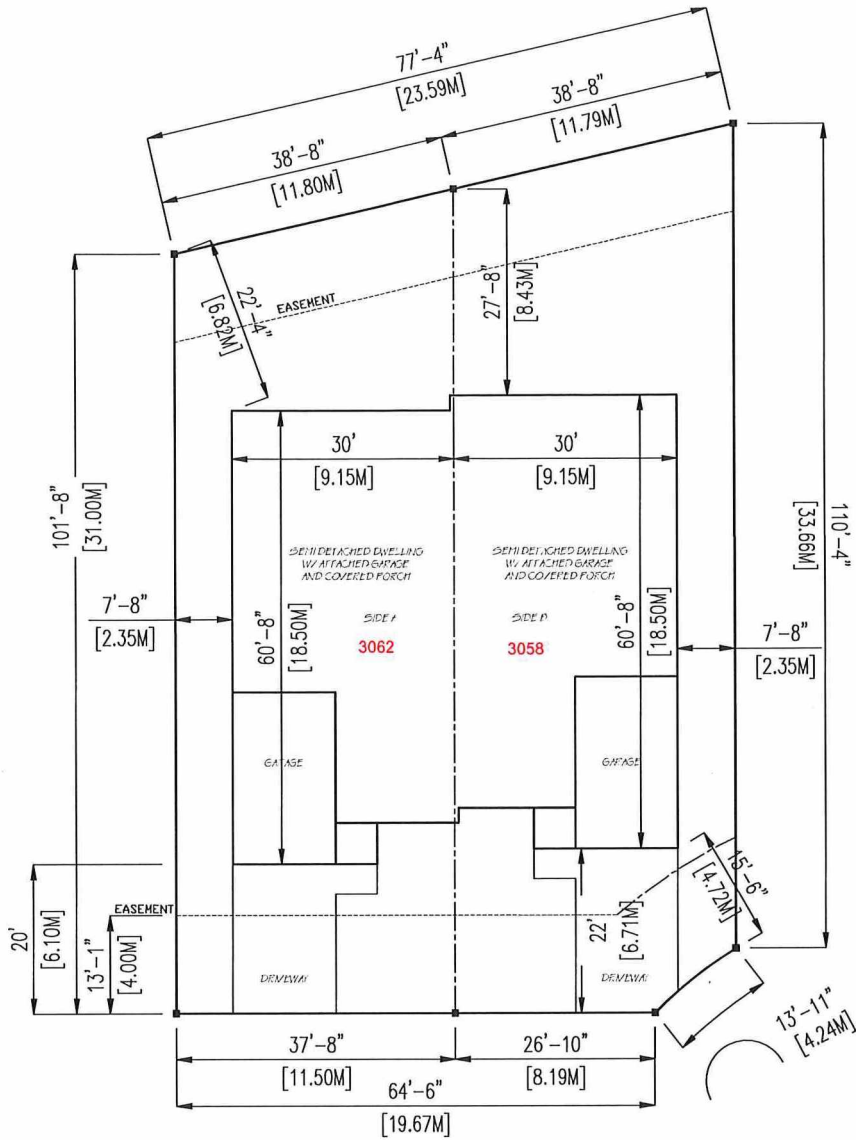 77'-4"
[23.59M]
38'-8"
[11.79M]
38'-8"
[11.80M]
22'-4"
[6.82M]
EASEMENT
27'-8"
[8.43M]
30'
[9.15M]
30'
[9.15M]
101'-8"
[31.00M]
110'-4"
[33.66M]
SEMI DETACHED DWELLING
W/ ATTACHED GARAGE
AND COVERED PORCH
SEMI DETACHED DWELLING
W/ ATTACHED GARAGE
AND COVERED PORCH
SIDE A
SIDE B
3062
3058
60'-8"
[18.50M]
60'-8"
[18.50M]
7'-8"
[2.35M]
7'-8"
[2.35M]
GARAGE
GARAGE
15'-6"
[4.72M]
20'
[6.10M]
EASEMENT
13'-1"
[4.00M]
22'
[6.71M]
DRIVEWAY
DRIVEWAY
13'-11"
[4.24M]
37'-8"
[11.50M]
26'-10"
[8.19M]
64'-6"
[19.67M]